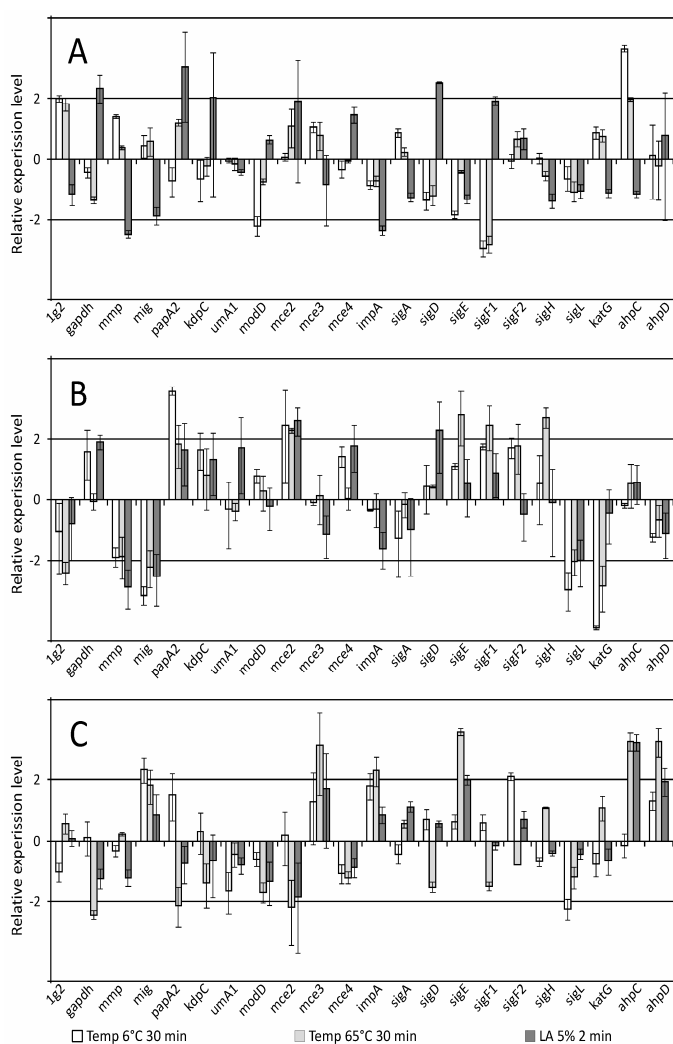 A
Relative experission level
2
0
-2
1g2 gapdh mmp mig papA2 kdpC umA1 modD mce2 mce3 mce4 impA sigA sigD sigE sigF1 sigF2 sigH sigL katG ahpC ahpD
B
Relative experission level
2
0
-2
1g2 gapdh mmp mig papA2 kdpC umA1 modD mce2 mce3 mce4 impA sigA sigD sigE sigF1 sigF2 sigH sigL katG ahpC ahpD
C
Relative experission level
2
0
-2
1g2 gapdh mmp mig papA2 kdpC umA1 modD mce2 mce3 mce4 impA sigA sigD sigE sigF1 sigF2 sigH sigL katG ahpC ahpD
Temp 6°C 30 min Temp 65°C 30 min LA 5% 2 min